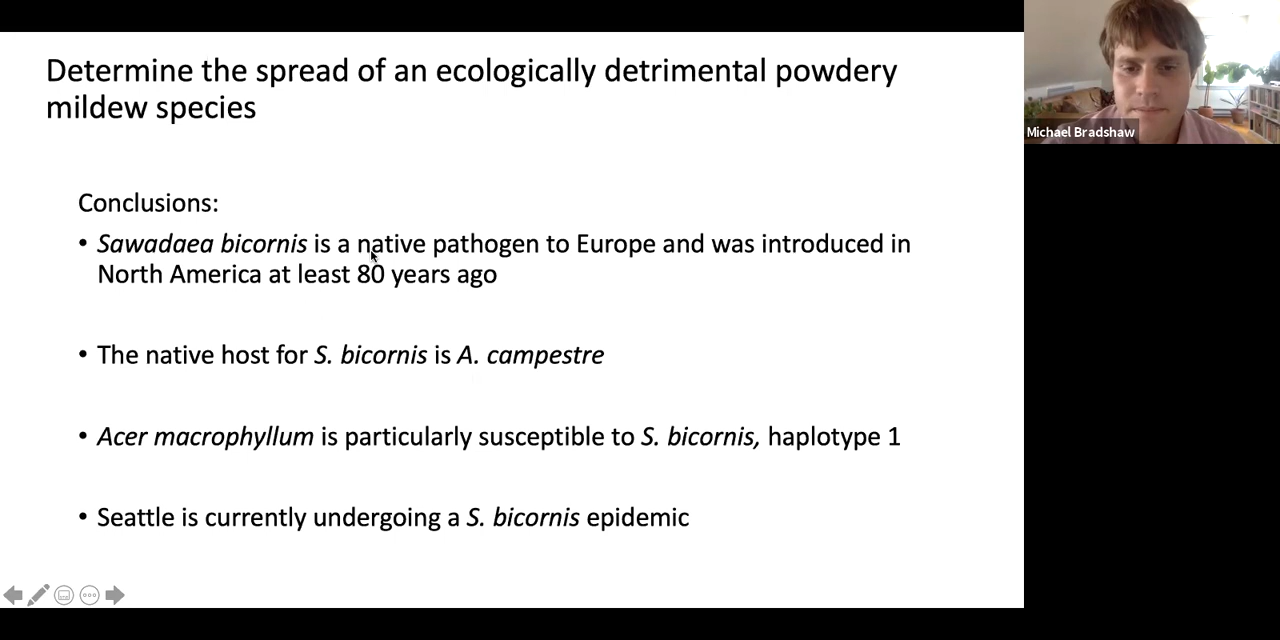 Determine the spread of an ecologically detrimental powdery
mildew species
Conclusions:
• Sawadaea bicornis is a native pathogen to Europe and was introduced in
North America at least 80 years ago
• The native host for S. bicornis is A. campestre
• Acer macrophyllum is particularly susceptible to S. bicornis, haplotype 1
• Seattle is currently undergoing a S. bicornis epidemic
Michael Bradshaw